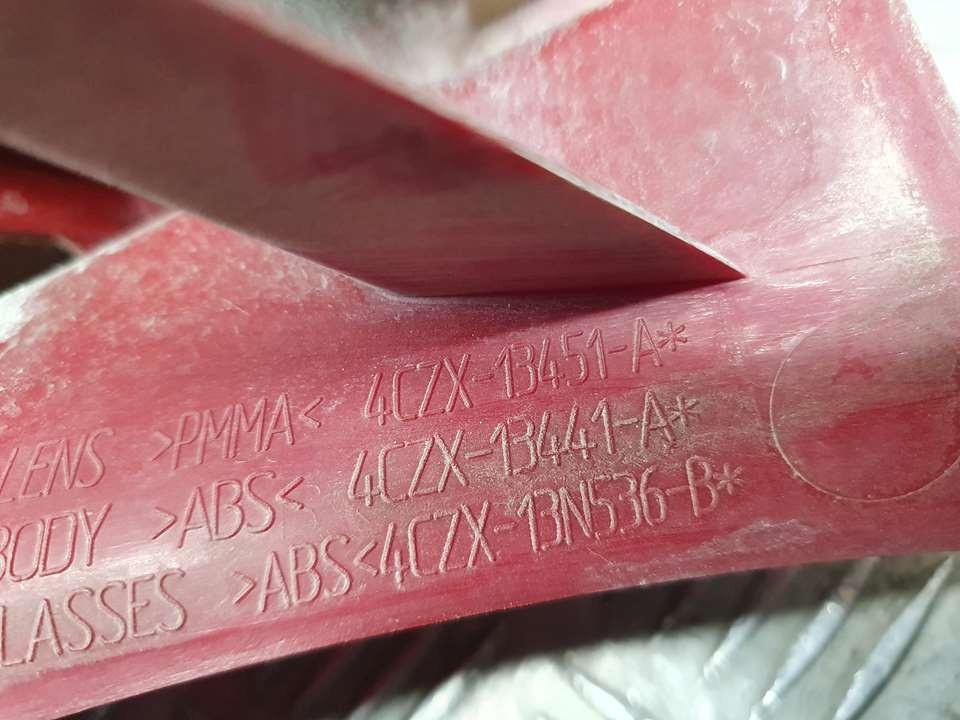 LENS >PMMA< 4CZX-13451-A*
BODY >ABS< 4CZX-13441-A*
LASSES >ABS<4CZX-13N536-B*